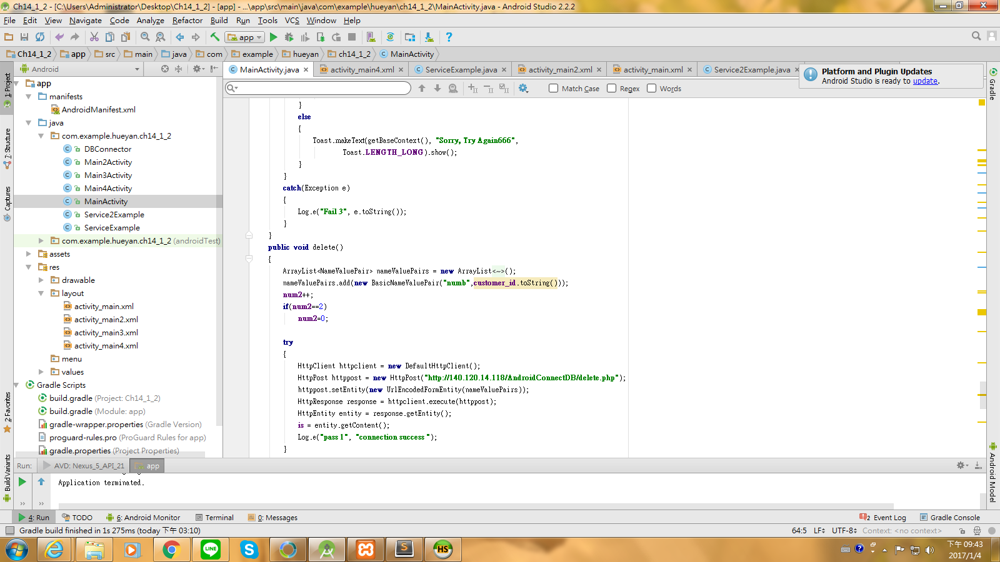 Ch14_1_2 - [C:\Users\Administrator\Desktop\Ch14_1_2] - [app] - ...\app\src\main\java\com\example\hueyan\ch14_1_2\MainActivity.java - Android Studio 2.2.2
File Edit View Navigate Code Analyze Refactor Build Run Tools VCS Window Help
app
Ch14_1_2 app src main java com example hueyan ch14_1_2 MainActivity
Android
MainActivity.java activity_main4.xml ServiceExample.java activity_main2.xml activity_main.xml Service2Example.java
Platform and Plugin Updates
Android Studio is ready to update.
Match Case Regex Words
1: Project
7: Structure
Captures
2: Favorites
Build Variants
Gradle
Android Model
app
manifests
AndroidManifest.xml
java
com.example.hueyan.ch14_1_2
DBConnector
Main2Activity
Main3Activity
Main4Activity
MainActivity
Service2Example
ServiceExample
com.example.hueyan.ch14_1_2 (androidTest)
assets
res
drawable
layout
activity_main.xml
activity_main2.xml
activity_main3.xml
activity_main4.xml
menu
values
Gradle Scripts
build.gradle (Project: Ch14_1_2)
build.gradle (Module: app)
gradle-wrapper.properties (Gradle Version)
proguard-rules.pro (ProGuard Rules for app)
gradle.properties (Project Properties)
}
else
{
Toast.makeText(getBaseContext(), "Sorry, Try Again666",
Toast.LENGTH_LONG).show();
}
}
catch(Exception e)
{
Log.e("Fail 3", e.toString());
}
}
public void delete()
{
ArrayList<NameValuePair> nameValuePairs = new ArrayList<~>();
nameValuePairs.add(new BasicNameValuePair("numb",customer_id.toString()));
num2++;
if(num2==2)
num2=0;
try
{
HttpClient httpclient = new DefaultHttpClient();
HttpPost httppost = new HttpPost("http://140.120.14.118/AndroidConnectDB/delete.php");
httppost.setEntity(new UrlEncodedFormEntity(nameValuePairs));
HttpResponse response = httpclient.execute(httppost);
HttpEntity entity = response.getEntity();
is = entity.getContent();
Log.e("pass 1", "connection success ");
}
Run: AVD: Nexus_5_API_21 app
Application terminated.
4: Run TODO 6: Android Monitor Terminal 0: Messages 2 Event Log Gradle Console
Gradle build finished in 1s 275ms (today 下午 03:10) 64:5 LF UTF-8 Context: <no context>
LINE
HS
下午 09:43
2017/1/4